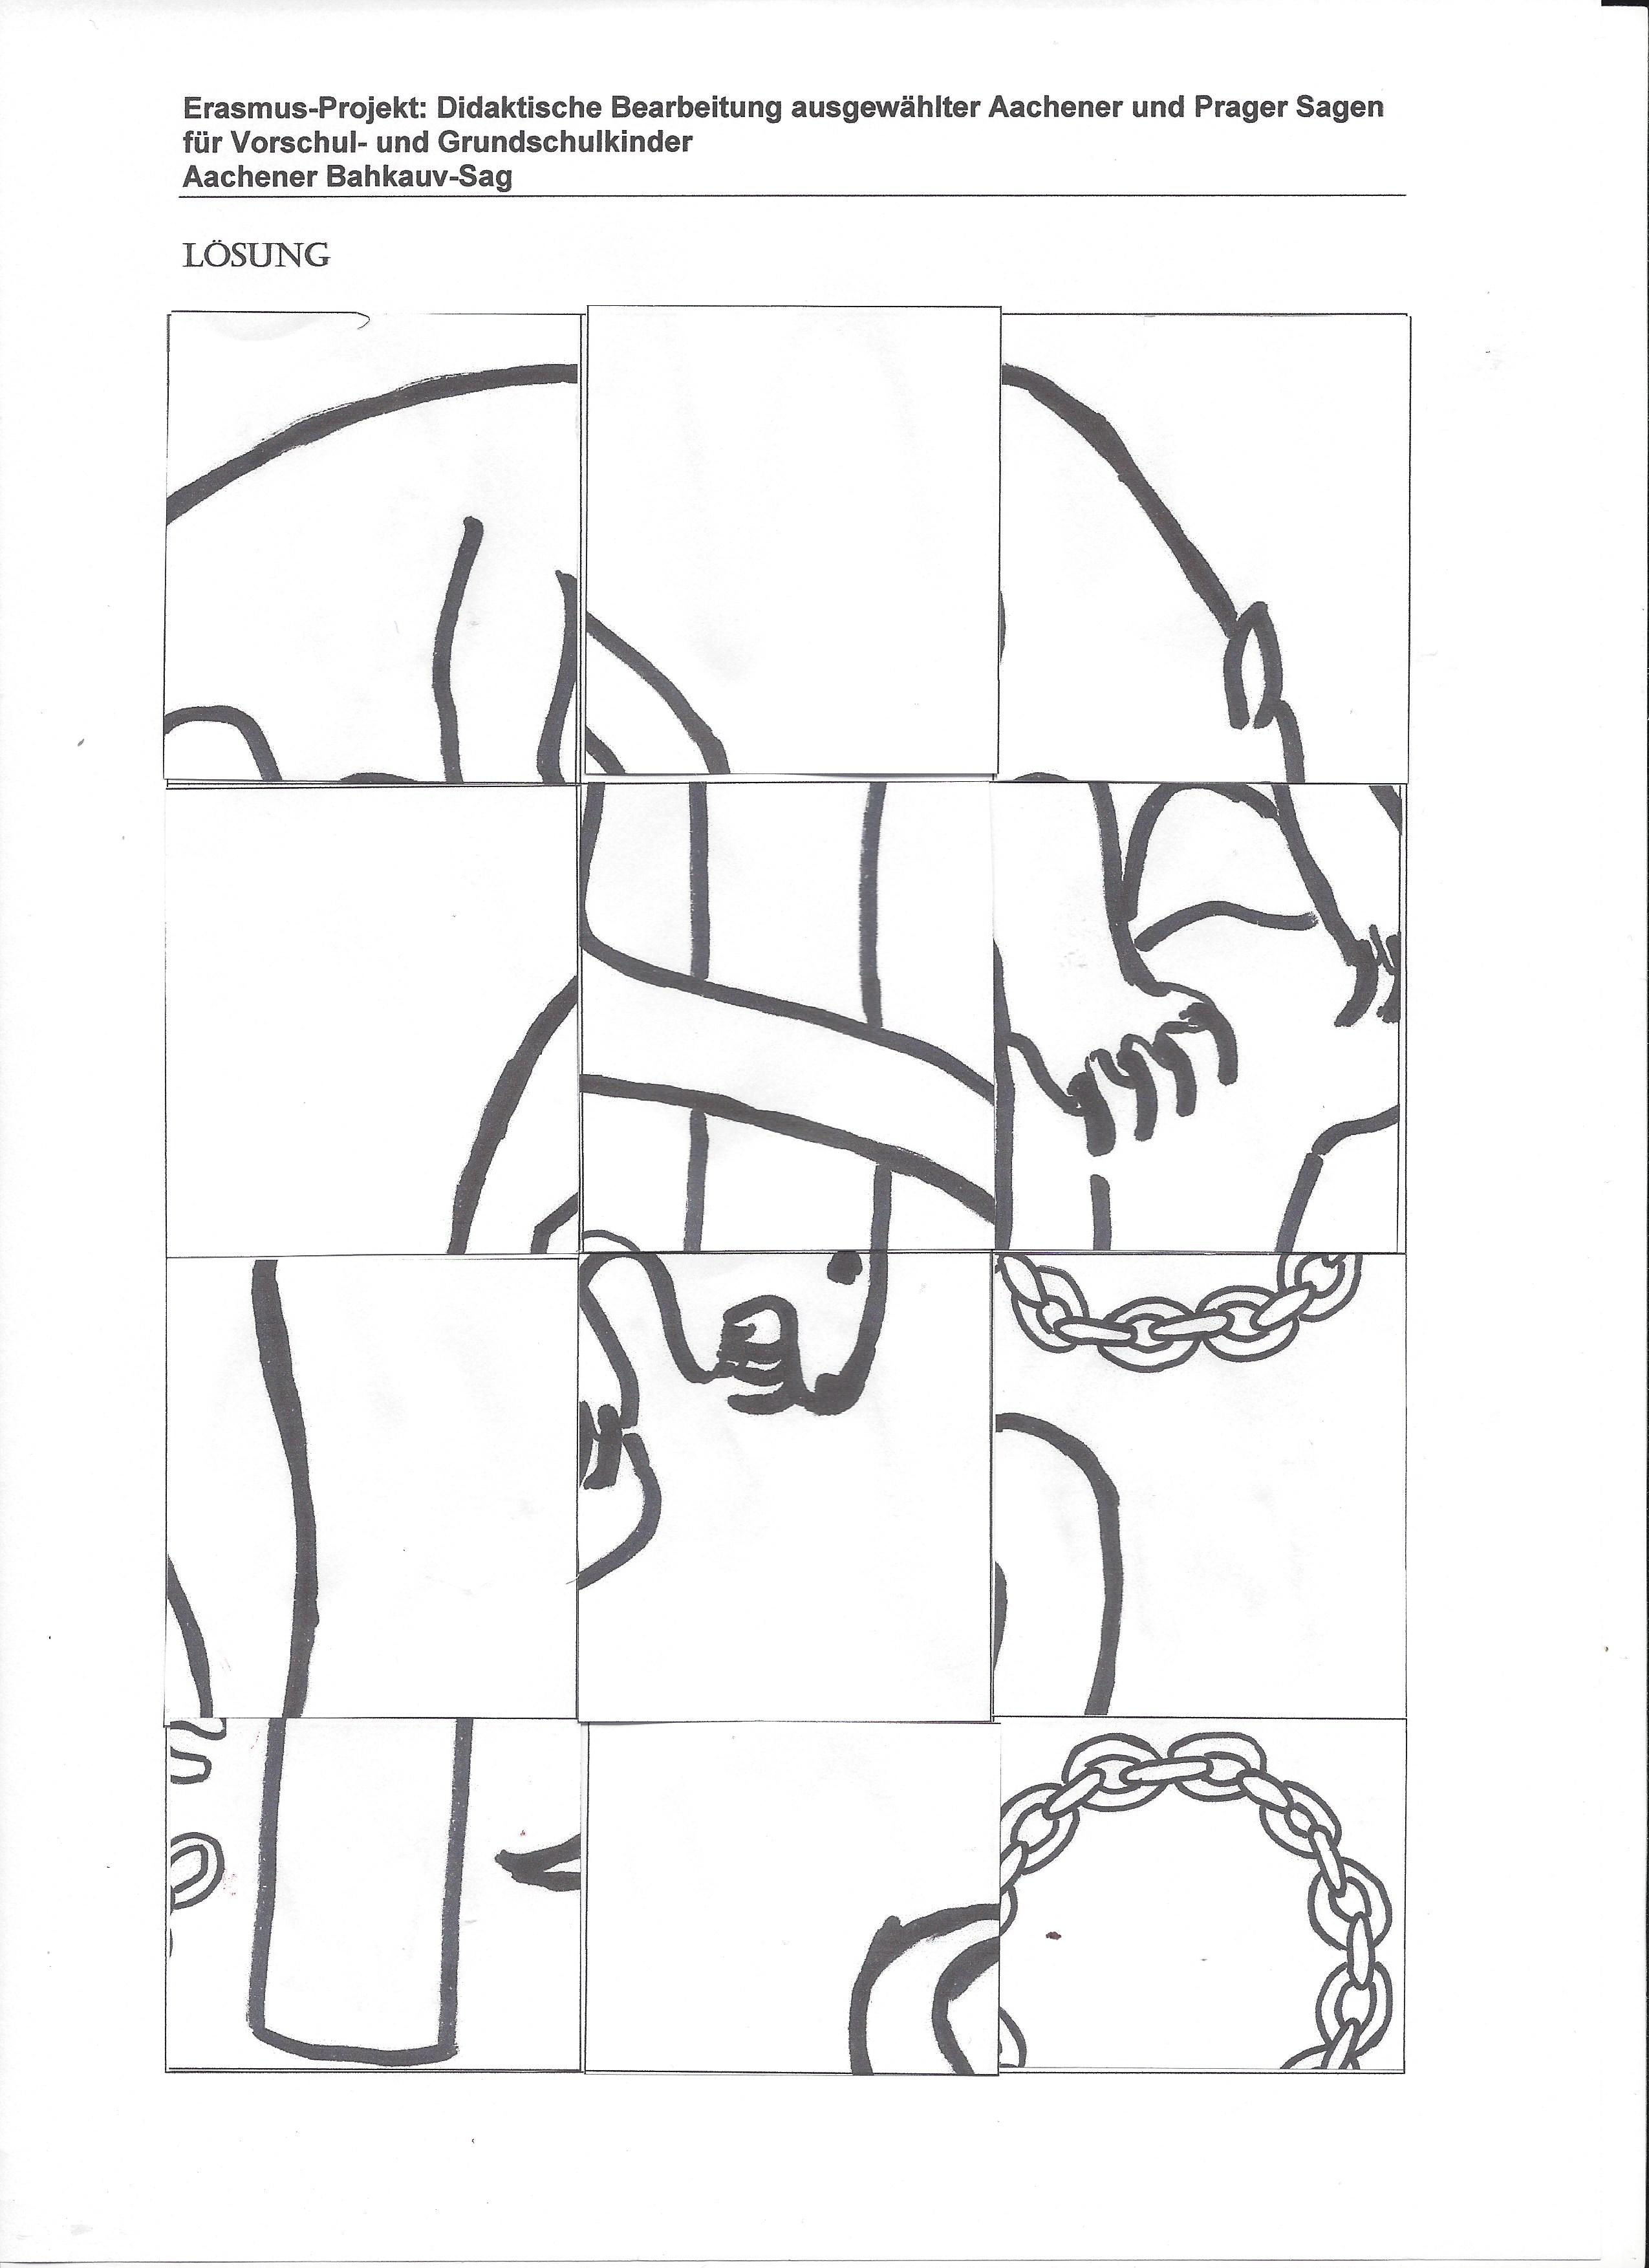 Erasmus-Projekt: Didaktische Bearbeitung ausgewählter Aachener und Prager Sagen
für Vorschul- und Grundschulkinder
Aachener Bahkauv-Sag
LÖSUNG